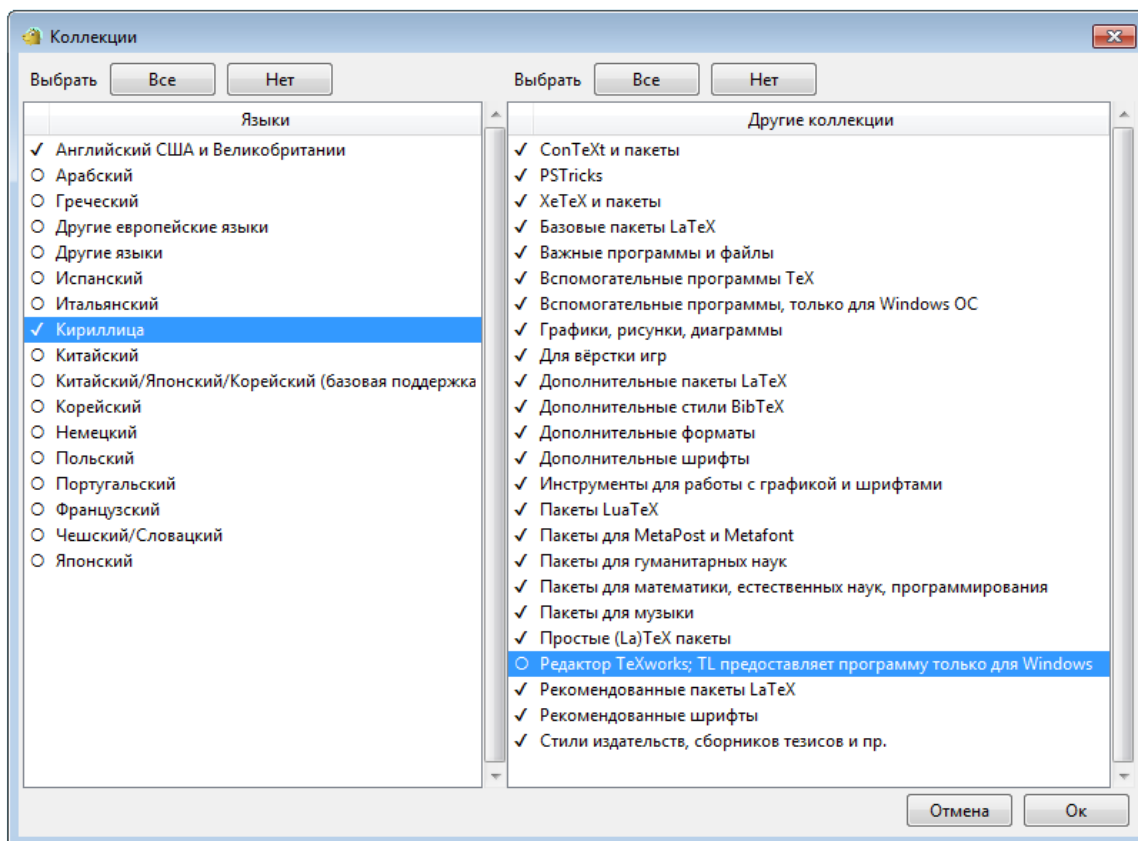 Коллекции
Выбрать Все Нет
Языки
Английский США и Великобритании
Арабский
Греческий
Другие европейские языки
Другие языки
Испанский
Итальянский
Кириллица
Китайский
Китайский/Японский/Корейский (базовая поддержка
Корейский
Немецкий
Польский
Португальский
Французский
Чешский/Словацкий
Японский
Выбрать Все Нет
Другие коллекции
ConTeXt и пакеты
PSTricks
XeTeX и пакеты
Базовые пакеты LaTeX
Важные программы и файлы
Вспомогательные программы TeX
Вспомогательные программы, только для Windows ОС
Графики, рисунки, диаграммы
Для вёрстки игр
Дополнительные пакеты LaTeX
Дополнительные стили BibTeX
Дополнительные форматы
Дополнительные шрифты
Инструменты для работы с графикой и шрифтами
Пакеты LuaTeX
Пакеты для MetaPost и Metafont
Пакеты для гуманитарных наук
Пакеты для математики, естественных наук, программирования
Пакеты для музыки
Простые (La)TeX пакеты
Редактор TeXworks; TL предоставляет программу только для Windows
Рекомендованные пакеты LaTeX
Рекомендованные шрифты
Стили издательств, сборников тезисов и пр.
Отмена Ок